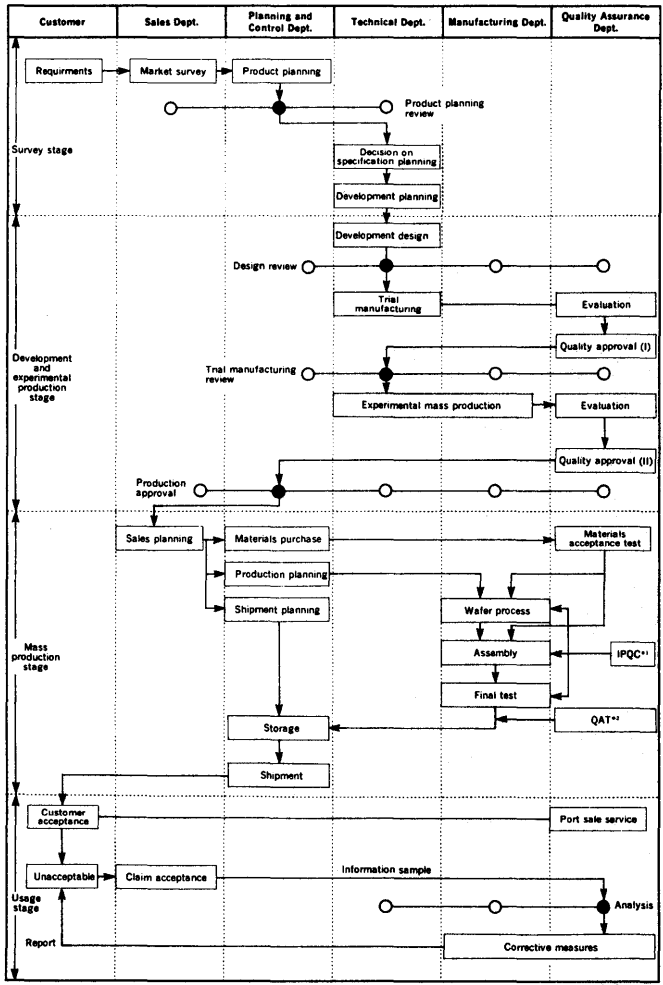 Customer
Sales Dept.
Planning and
Control Dept.
Technical Dept.
Manufacturing Dept.
Quality Assurance
Dept.
Requirments
Market survey
Product planning
Product planning
review
Survey stage
Decision on
specification planning
Development planning
Development design
Design review
Trial
manufacturing
Evaluation
Quality approval (I)
Development
and
experimental
production
stage
Trial manufacturing
review
Experimental mass production
Evaluation
Quality approval (II)
Production
approval
Sales planning
Materials purchase
Materials
acceptance test
Production planning
Shipment planning
Wafer process
Mass
production
stage
Assembly
IPQC*1
Final test
Storage
QAT*2
Shipment
Customer
acceptance
Port sale service
Unacceptable
Claim acceptance
Information sample
Usage
stage
Analysis
Report
Corrective measures